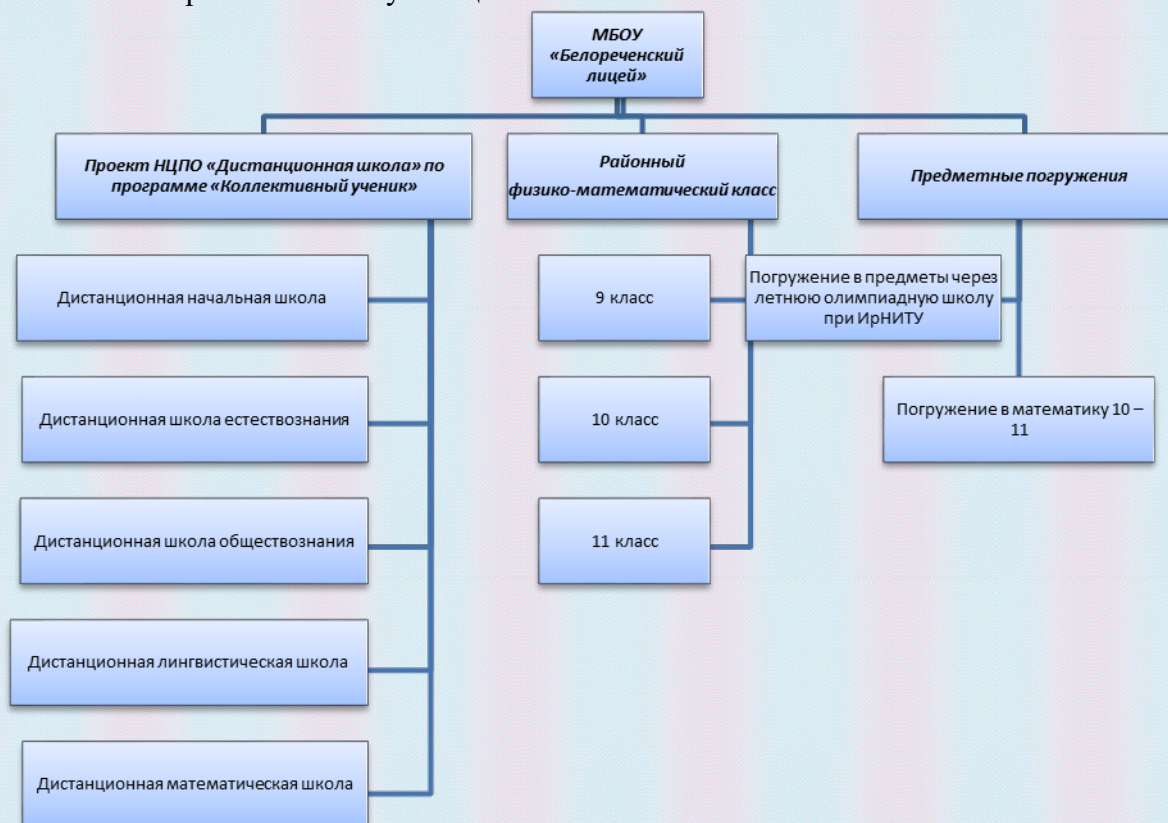 МБОУ
«Белореченский
лицей»
Проект НЦПО «Дистанционная школа» по
программе «Коллективный ученик»
Районный
физико-математический класс
Предметные погружения
Дистанционная начальная школа
9 класс
Погружение в предметы через
летнюю олимпиадную школу
при ИрНИТУ
Дистанционная школа естествознания
10 класс
Погружение в математику 10 –
11
Дистанционная школа обществознания
11 класс
Дистанционная лингвистическая школа
Дистанционная математическая школа